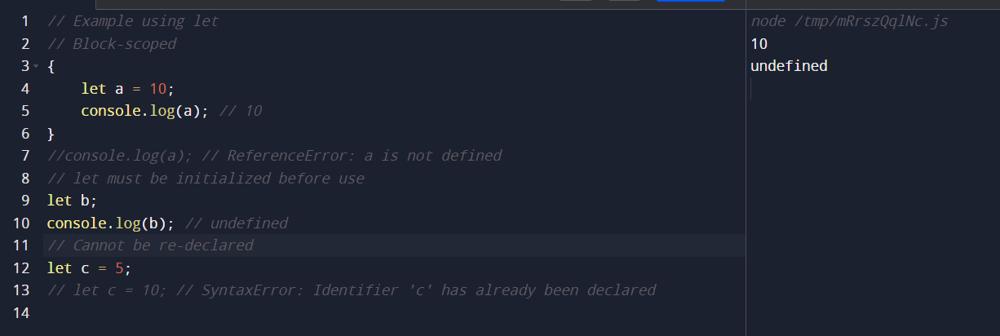 1 // Example using let
2 // Block-scoped
3 {
4 let a = 10;
5 console.log(a); // 10
6 }
7 //console.log(a); // ReferenceError: a is not defined
8 // let must be initialized before use
9 let b;
10 console.log(b); // undefined
11 // Cannot be re-declared
12 let c = 5;
13 // let c = 10; // SyntaxError: Identifier 'c' has already been declared
14
node /tmp/mRrszQqlNc.js
10
undefined